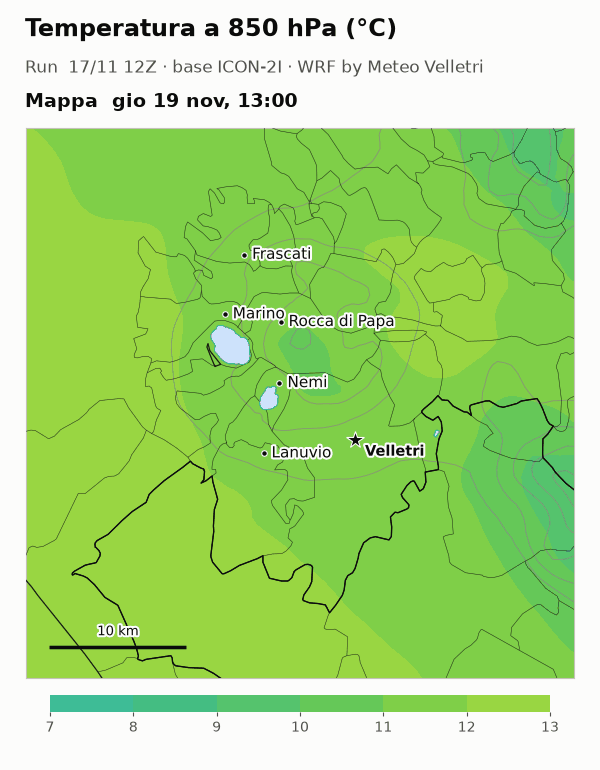 Temperatura a 850 hPa (°C)
Run  17/11 12Z · base ICON-2I · WRF by Meteo Velletri
Mappa  gio 19 nov, 13:00
Frascati
Marino
Rocca di Papa
Nemi
Velletri
Lanuvio
10 km
7 8 9 10 11 12 13